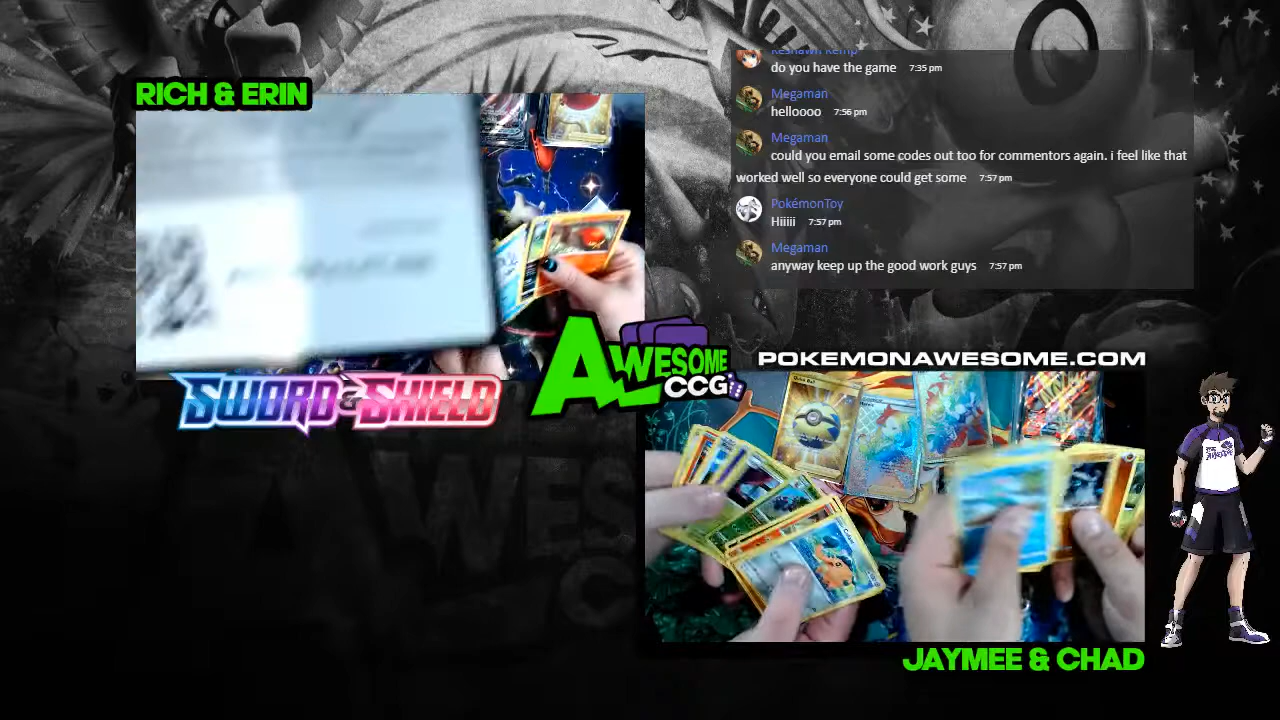 RICH & ERIN
do you have the game 7:35 pm
Megaman
helloooo 7:56 pm
Megaman
could you email some codes out too for commentors again. i feel like that
worked well so everyone could get some 7:57 pm
PokémonToy
Hiiiii 7:57 pm
Megaman
anyway keep up the good work guys 7:57 pm
SWORD & SHIELD
AWESOME
CCG
POKEMONAWESOME.COM
Quick Ball
JAYMEE & CHAD